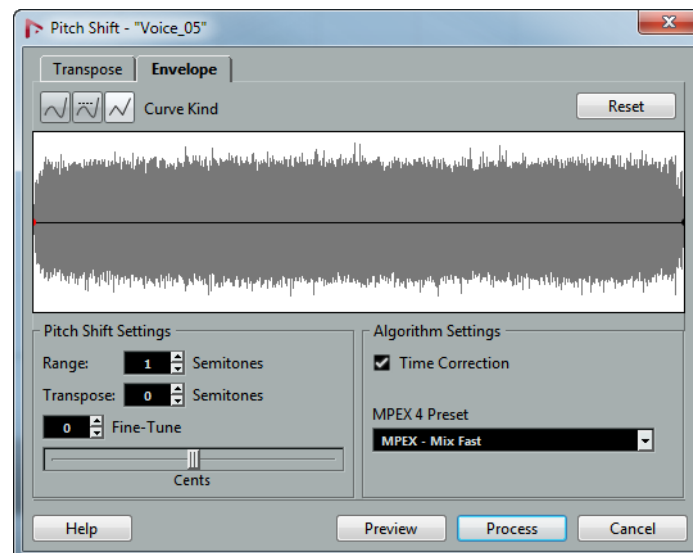 Pitch Shift - "Voice_05"
Transpose Envelope
Curve Kind Reset
Pitch Shift Settings
Range: 1 Semitones
Transpose: 0 Semitones
0 Fine-Tune
Cents
Algorithm Settings
Time Correction
MPEX 4 Preset
MPEX - Mix Fast
Help Preview Process Cancel